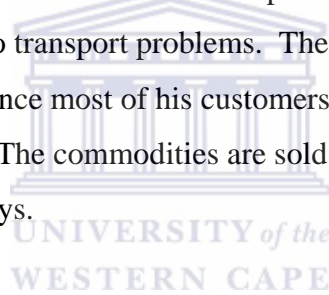 o transport problems.  The
nce most of his customers
The commodities are sold
ys.
UNIVERSITY of the
WESTERN CAPE